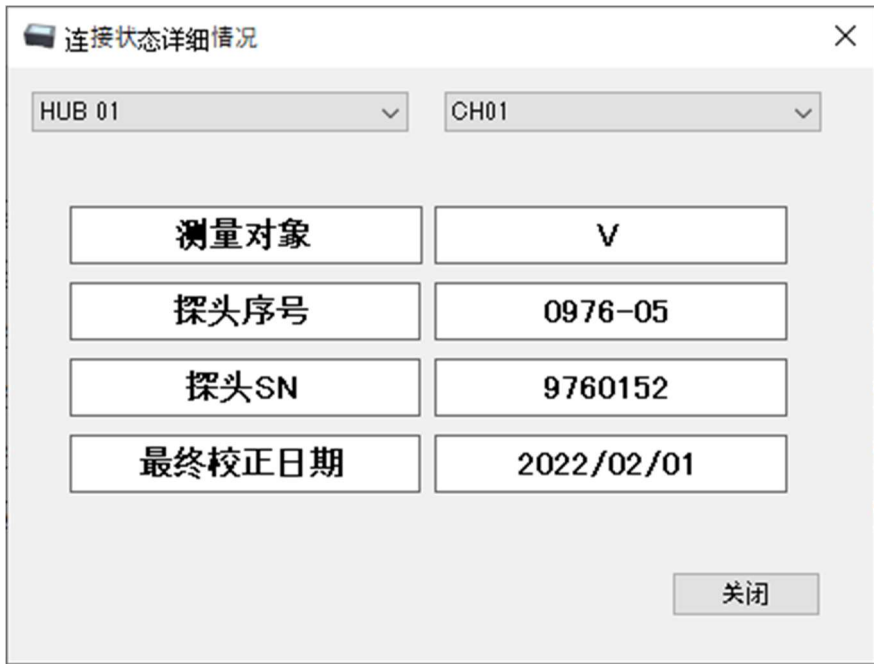 连接状态详细情况
HUB 01 CH01
测量对象 V
探头序号 0976-05
探头SN 9760152
最终校正日期 2022/02/01
关闭